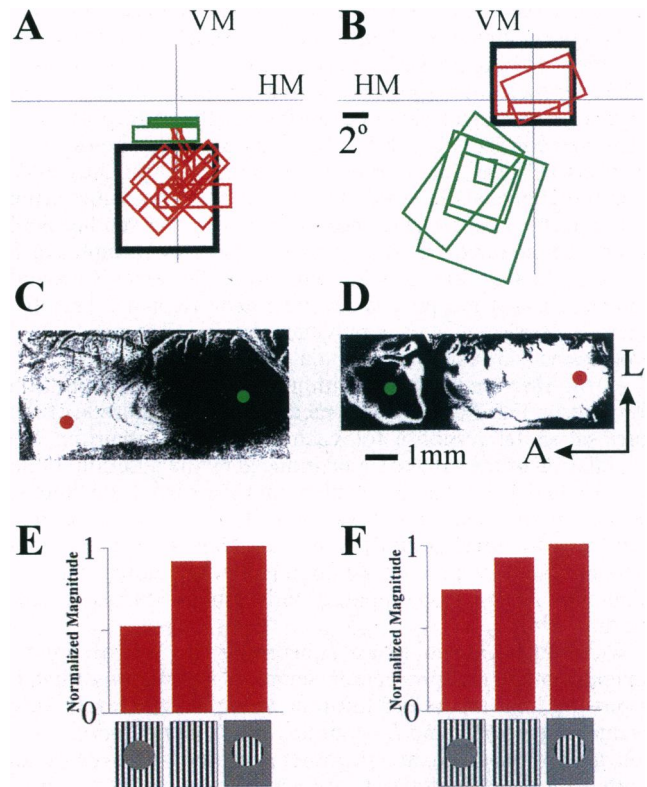 A
VM
HM
B
VM
HM
2°
C
D
L
A
1mm
E
Normalized Magnitude
1
0
F
Normalized Magnitude
1
0